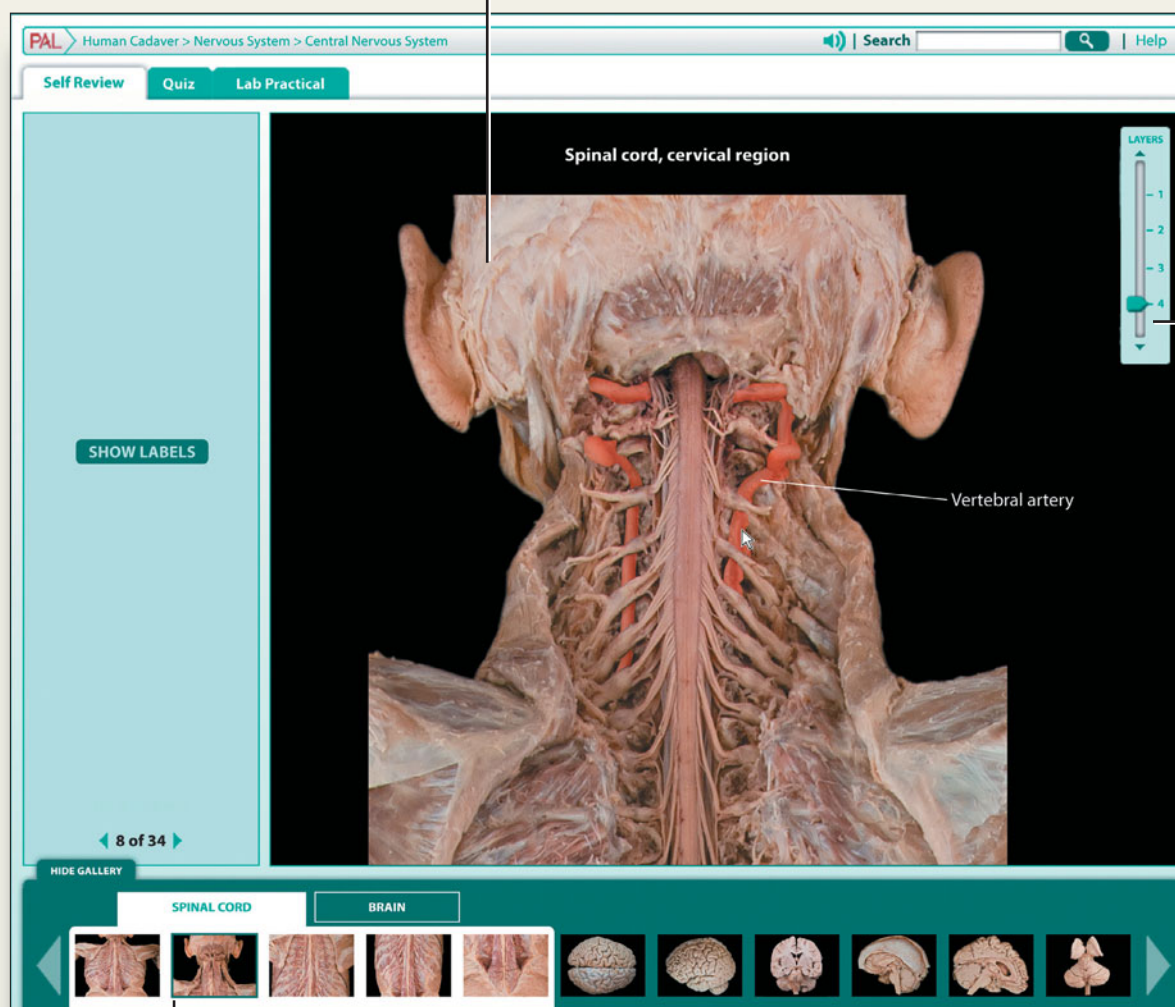 PAL Human Cadaver > Nervous System > Central Nervous System | Search | Help
Self Review Quiz Lab Practical
Spinal cord, cervical region
LAYERS
1
2
3
4
SHOW LABELS
Vertebral artery
8 of 34
HIDE GALLERY
SPINAL CORD BRAIN